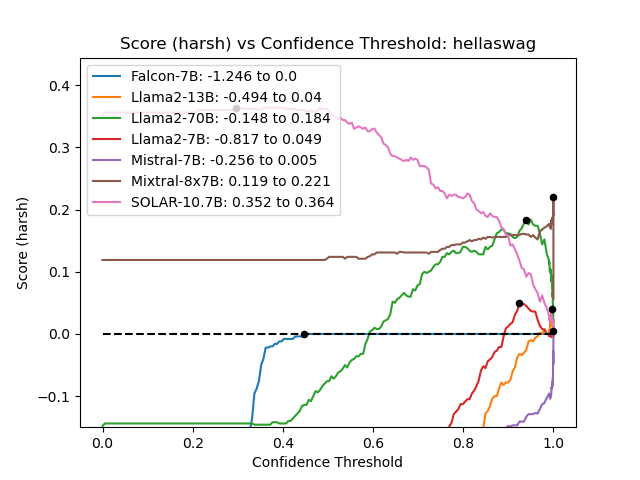 Score (harsh) vs Confidence Threshold: hellaswag
Falcon-7B: -1.246 to 0.0
Llama2-13B: -0.494 to 0.04
Llama2-70B: -0.148 to 0.184
Llama2-7B: -0.817 to 0.049
Mistral-7B: -0.256 to 0.005
Mixtral-8x7B: 0.119 to 0.221
SOLAR-10.7B: 0.352 to 0.364
Score (harsh)
0.4
0.3
0.2
0.1
0.0
−0.1
0.0 0.2 0.4 0.6 0.8 1.0
Confidence Threshold